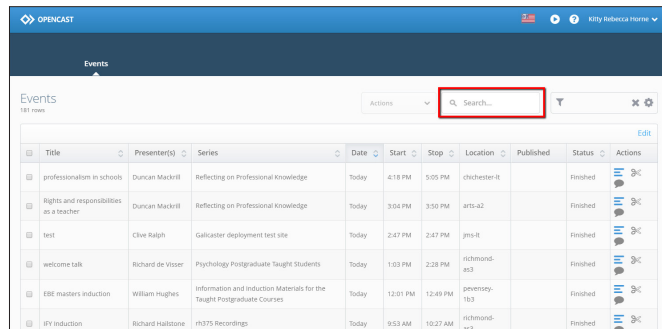 OPENCAST
Kitty Rebecca Horne
Events
Events
181 rows
Actions
Search...
Edit
Title Presenter(s) Series Date Start Stop Location Published Status Actions
professionalism in schools Duncan Mackrill Reflecting on Professional Knowledge Today 4:18 PM 5:05 PM chichester-lt Finished
Rights and responsibilities
as a teacher Duncan Mackrill Reflecting on Professional Knowledge Today 3:04 PM 3:50 PM arts-a2 Finished
test Clive Ralph Galicaster deployment test site Today 2:47 PM 2:47 PM jms-lt Finished
welcome talk Richard de Visser Psychology Postgraduate Taught Students Today 1:03 PM 2:28 PM richmond-
as3 Finished
EBE masters induction William Hughes Information and Induction Materials for the
Taught Postgraduate Courses Today 12:01 PM 12:49 PM pevensey-
1b3 Finished
IFY Induction Richard Hailstone rh375 Recordings Today 9:53 AM 10:27 AM richmond-
as3 Finished